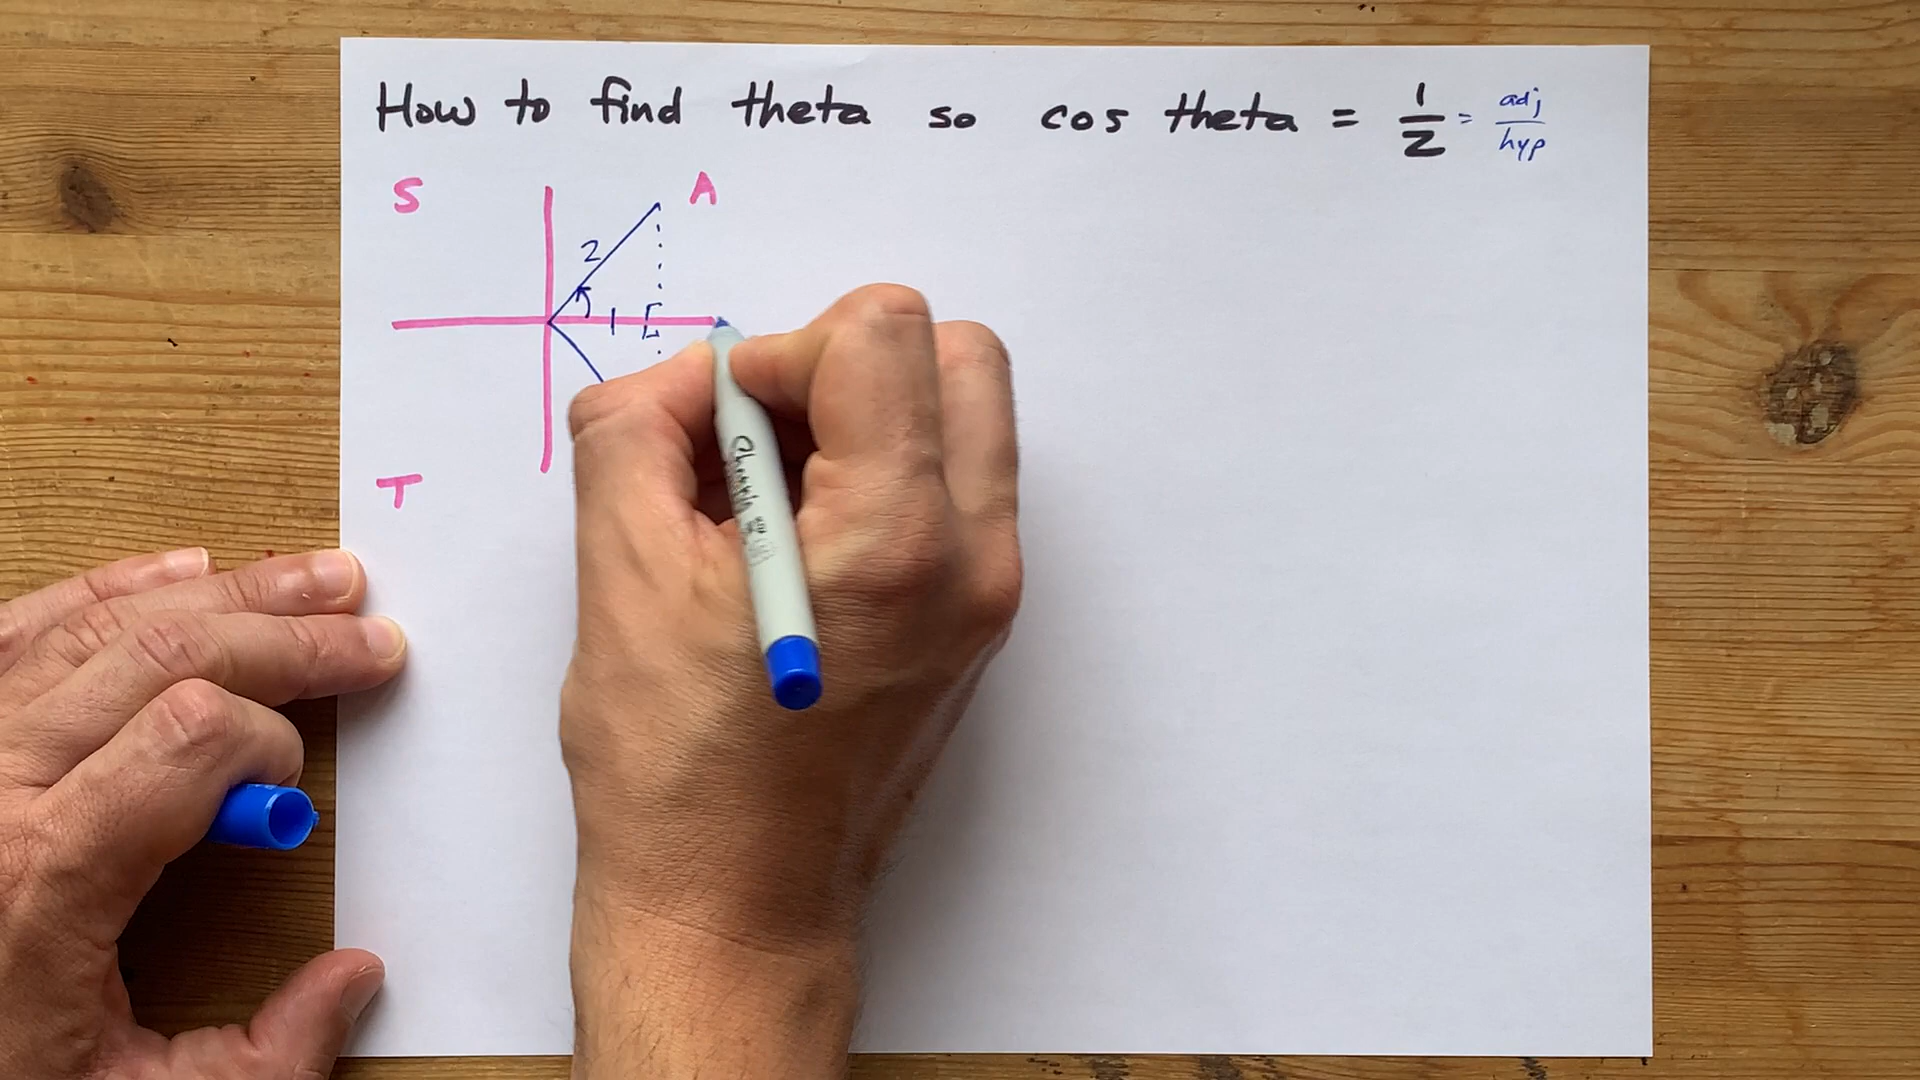 How to find theta so cos theta = 1/2 = adj/hyp
S A
2
1
T